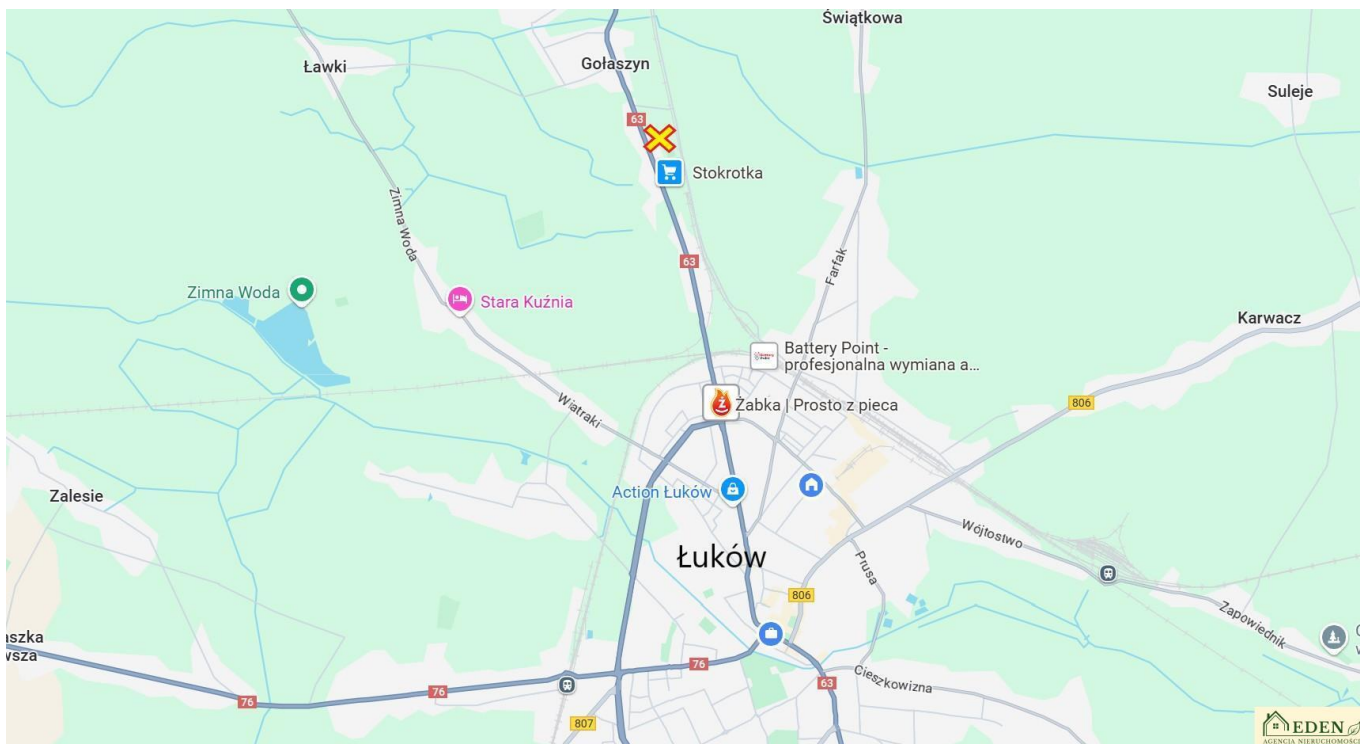 Świątkowa
Ławki
Gołaszyn
Suleje
63
Stokrotka
Zimna Woda
Farfak
63
Zimna Woda
Stara Kuźnia
Karwacz
Battery Point -
profesjonalna wymiana a...
Żabka | Prosto z pieca
806
Wiatraki
Action Łuków
Zalesie
Wójtostwo
Łuków
Prusa
806
Zapowiednik
wsza
76
76
76
Cieszkowizna
63
807
EDEN
AGENCJA NIERUCHOMOŚCI